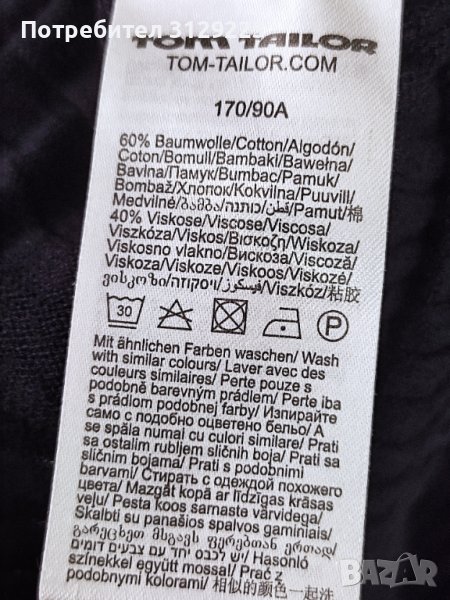 Потребител 3129223
TOM TAILOR
TOM-TAILOR.COM
170/90A
60% Baumwolle/Cotton/Algodón/
Coton/Bomull/Bambaki/Bawełna/
Bavlna/Памук/Bumbac/Pamuk/
Bombaž/Хлопок/Kokvilna/Puuvill/
Medvilnė/ბამბა/כותנה/قطن/Pamut/棉
40% Viskose/Viscose/Viscosa/
Viszkóza/Viskos/Βισκοζη/Wiskoza/
Viskosno vlakno/Вискоза/Viscoză/
Viskoza/Viskoze/Viskoos/Viskozė/
ვისკოზი/ויסקוזה/فيسكوز/Viszkóz/粘胶
30 P
Mit ähnlichen Farben waschen/ Wash
with similar colours/ Laver avec des
couleurs similaires/ Perte pouze s
podobně barevným prádlem/ Perte iba
s prádlom podobnej farby/ Изпирайте
само с подобно оцветено бельо/ A
se spăla numai cu culori similare/ Prati
sa ostalim rubljem sličnih boja/ Prati sa
sličnim bojama/ Prati s podobnimi
barvami/ Стирать с одеждой похожего
цвета/ Mazgāt kopā ar līdzīgas krāsas
veļu/ Pesta koos sarnaste värvidega/
Skalbti su panašios spalvos gaminiais/
გარეცხეთ მსგავს ფერებთან ერთად/
יש לכבס יחד עם צבעים דומים/ Hasonló
színekkel együtt mossa/ Prać z
podobnymi kolorami/ 相似的颜色一起洗
BAZAR